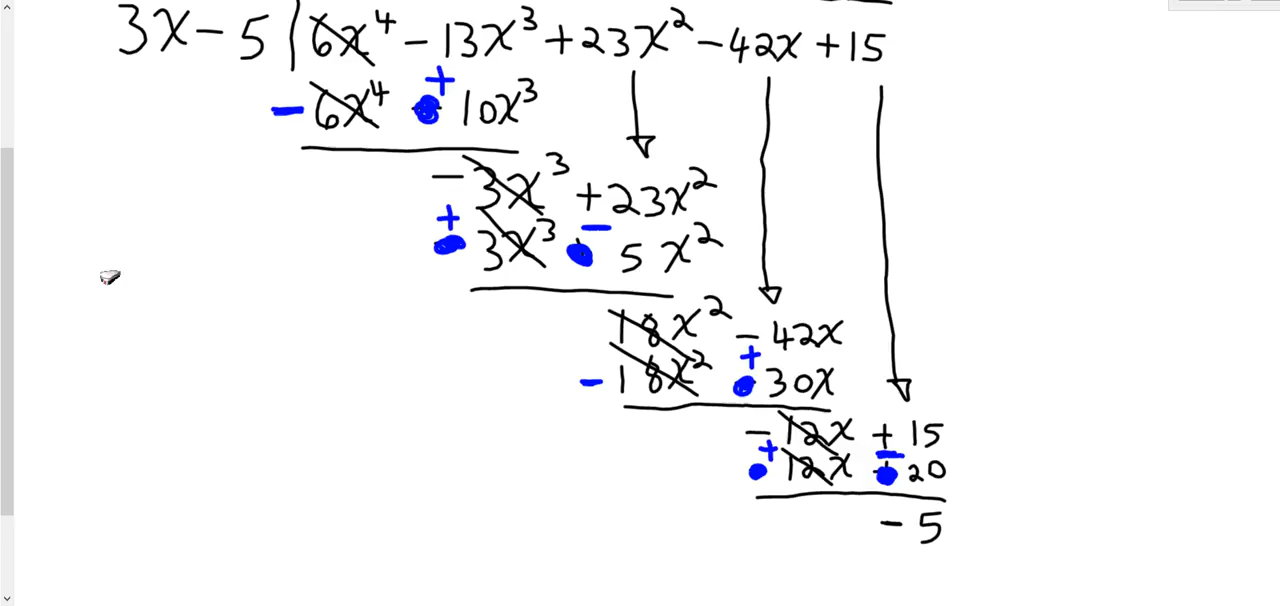 3x - 5 | 6x⁴ - 13x³ + 23x² - 42x + 15
- 6x⁴ + 10x³
- 3x³ + 23x²
+ 3x³ - 5x²
18x² - 42x
- 18x² + 30x
- 12x + 15
+ 12x - 20
- 5